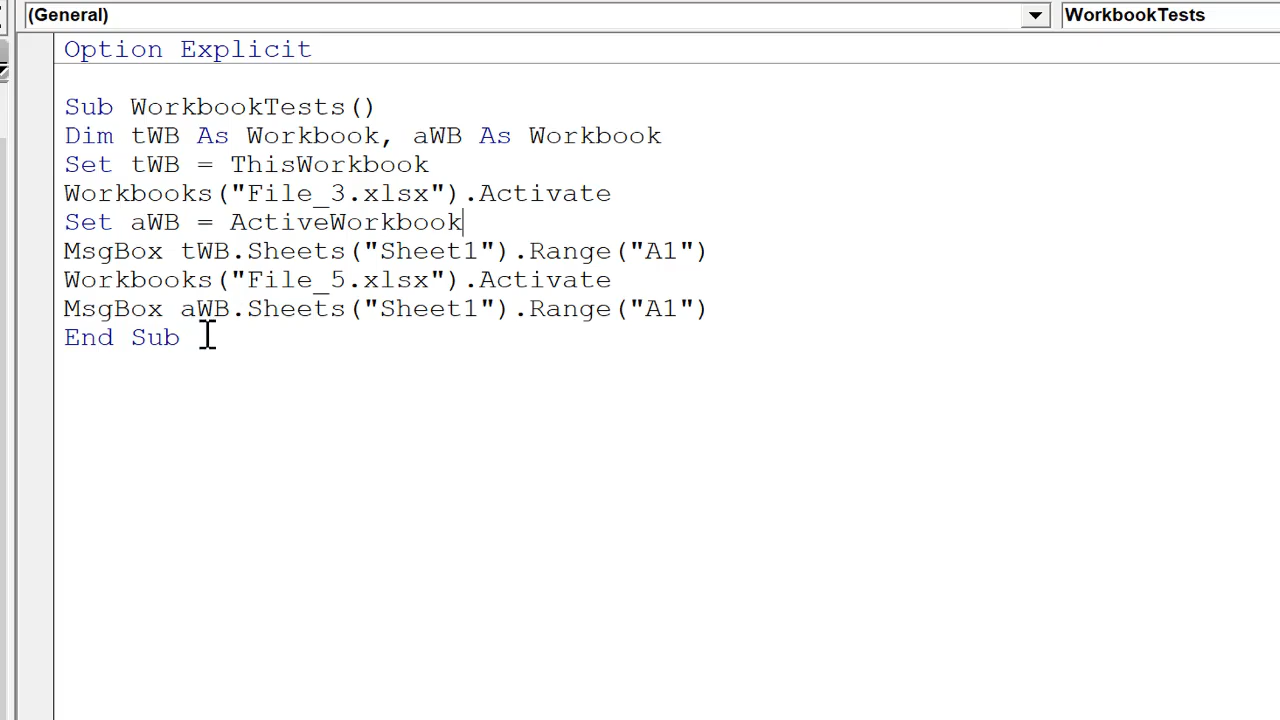 (General)
WorkbookTests
Option Explicit
Sub WorkbookTests()
Dim tWB As Workbook, aWB As Workbook
Set tWB = ThisWorkbook
Workbooks("File_3.xlsx").Activate
Set aWB = ActiveWorkbook
MsgBox tWB.Sheets("Sheet1").Range("A1")
Workbooks("File_5.xlsx").Activate
MsgBox aWB.Sheets("Sheet1").Range("A1")
End Sub